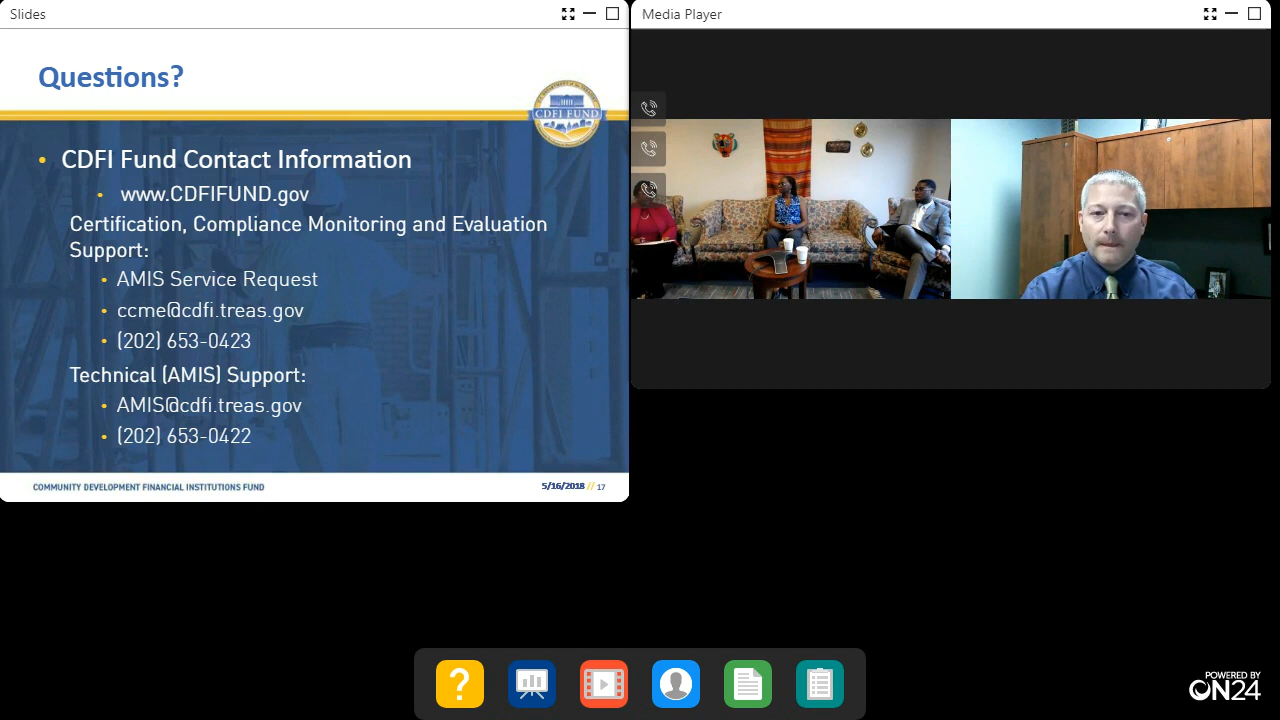 Slides
Media Player
Questions?
CDFI FUND
• CDFI Fund Contact Information
• www.CDFIFUND.gov
Certification, Compliance Monitoring and Evaluation
Support:
• AMIS Service Request
• ccme@cdfi.treas.gov
• (202) 653-0423
Technical (AMIS) Support:
• AMIS@cdfi.treas.gov
• (202) 653-0422
COMMUNITY DEVELOPMENT FINANCIAL INSTITUTIONS FUND
5/16/2018 // 17
?
POWERED BY
ON24